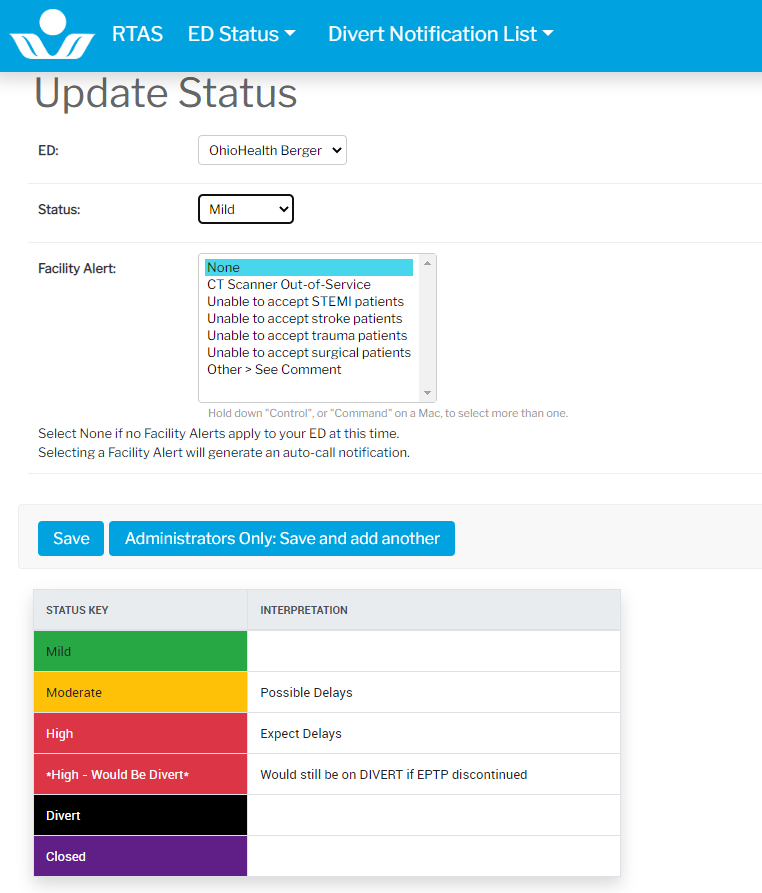 RTAS ED Status Divert Notification List
Update Status
ED: OhioHealth Berger
Status: Mild
Facility Alert: None
CT Scanner Out-of-Service
Unable to accept STEMI patients
Unable to accept stroke patients
Unable to accept trauma patients
Unable to accept surgical patients
Other > See Comment
Hold down "Control", or "Command" on a Mac, to select more than one.
Select None if no Facility Alerts apply to your ED at this time.
Selecting a Facility Alert will generate an auto-call notification.
Save Administrators Only: Save and add another
STATUS KEY INTERPRETATION
Mild
Moderate Possible Delays
High Expect Delays
*High - Would Be Divert* Would still be on DIVERT if EPTP discontinued
Divert
Closed